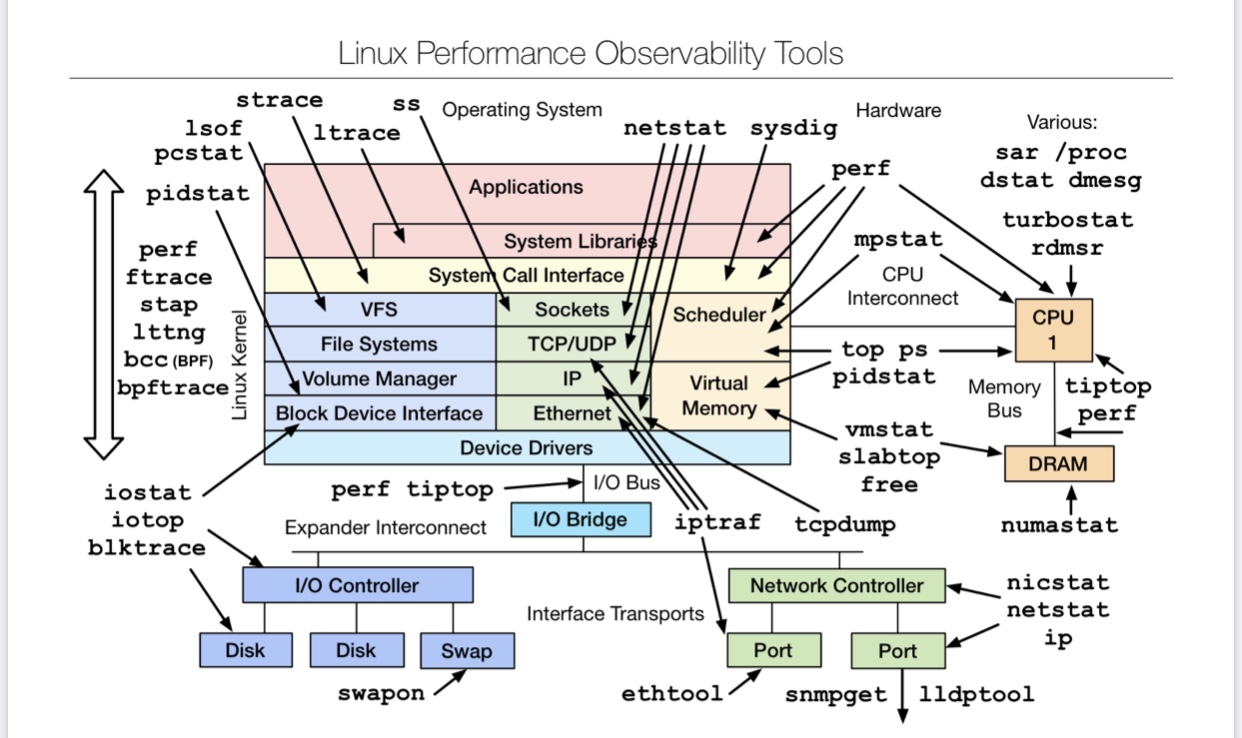 Linux Performance Observability Tools
strace
ss
Operating System
Hardware
Various:
lsof
ltrace
netstat
sysdig
pcstat
sar /proc
dstat dmesg
perf
pidstat
Applications
turbostat
rdmsr
perf
ftrace
stap
lttng
bcc (BPF)
bpftrace
Linux Kernel
System Libraries
mpstat
System Call Interface
CPU
Interconnect
VFS
Sockets
Scheduler
CPU
1
File Systems
TCP/UDP
top ps
pidstat
Volume Manager
IP
Virtual
Memory
Memory
Bus
tiptop
perf
Block Device Interface
Ethernet
vmstat
slabtop
free
Device Drivers
DRAM
iostat
iotop
blktrace
perf tiptop
I/O Bus
Expander Interconnect
I/O Bridge
iptraf
tcpdump
numastat
I/O Controller
Network Controller
nicstat
netstat
ip
Interface Transports
Disk
Disk
Swap
Port
Port
swapon
ethtool
snmpget
lldptool